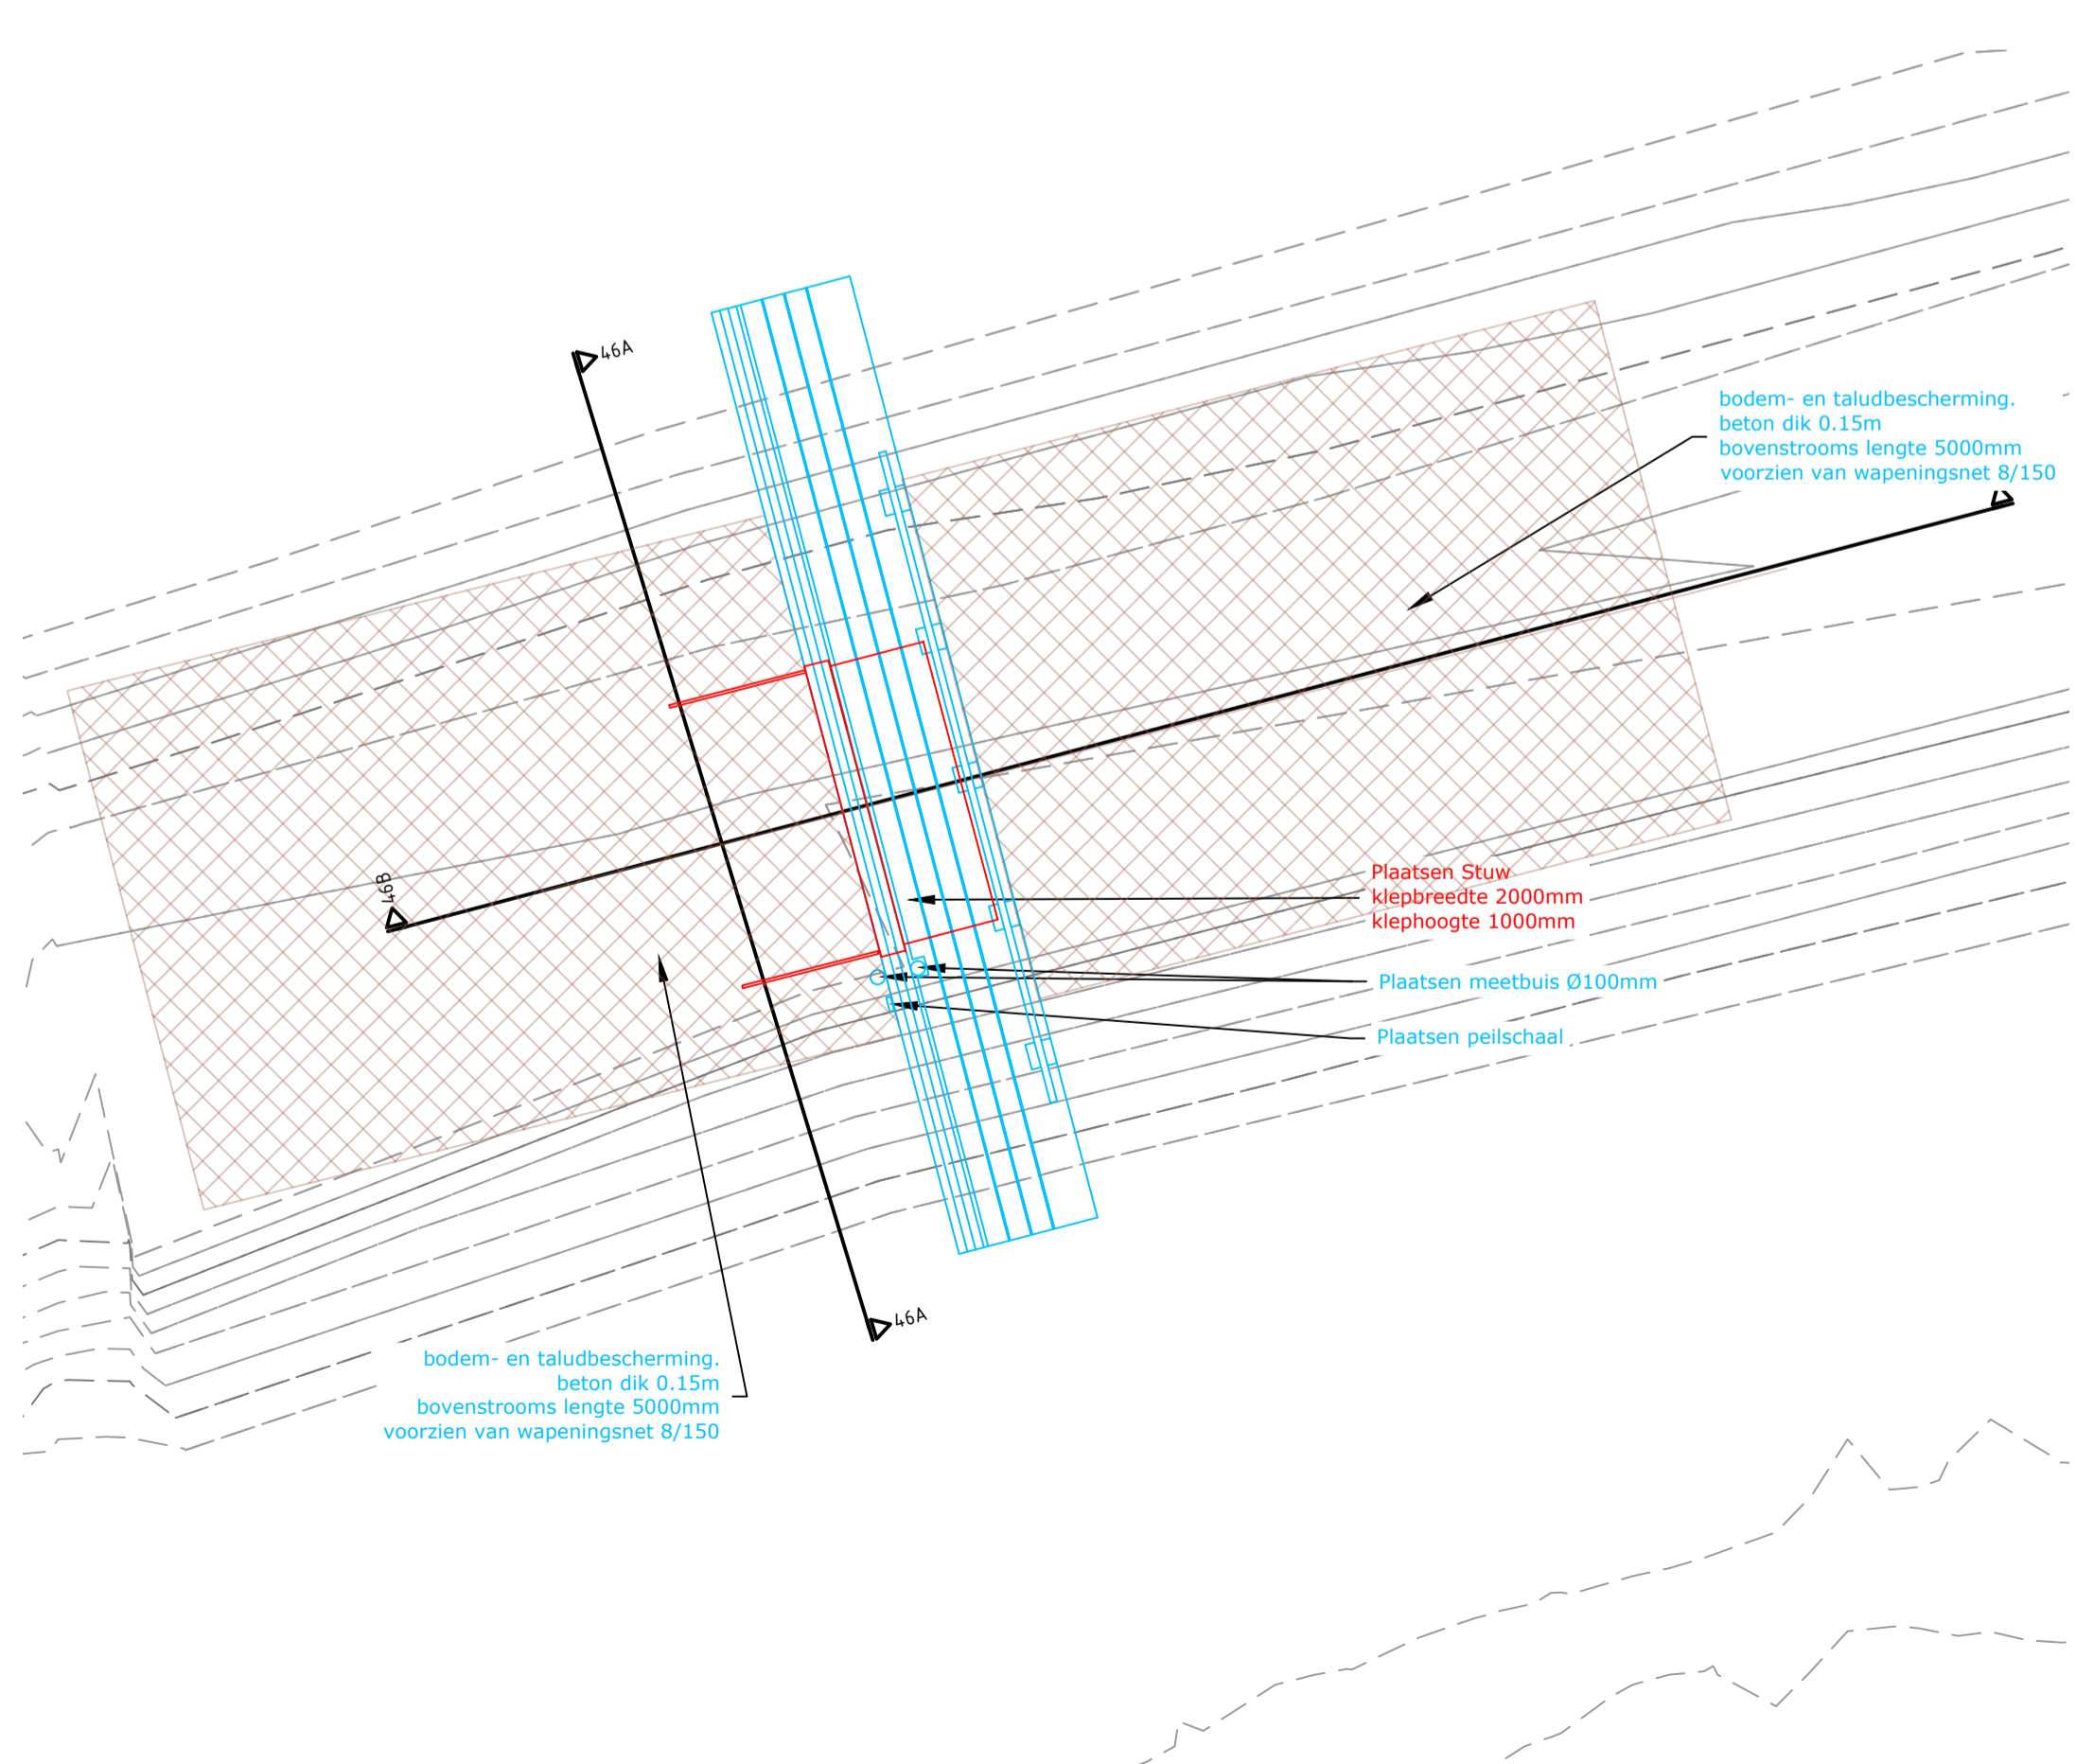 46A
bodem- en taludbescherming.
beton dik 0.15m
bovenstrooms lengte 5000mm
voorzien van wapeningsnet 8/150
46B
Plaatsen Stuw
klepbreedte 2000mm
klephoogte 1000mm
Plaatsen meetbuis Ø100mm
Plaatsen peilschaal
46A
bodem- en taludbescherming.
beton dik 0.15m
bovenstrooms lengte 5000mm
voorzien van wapeningsnet 8/150